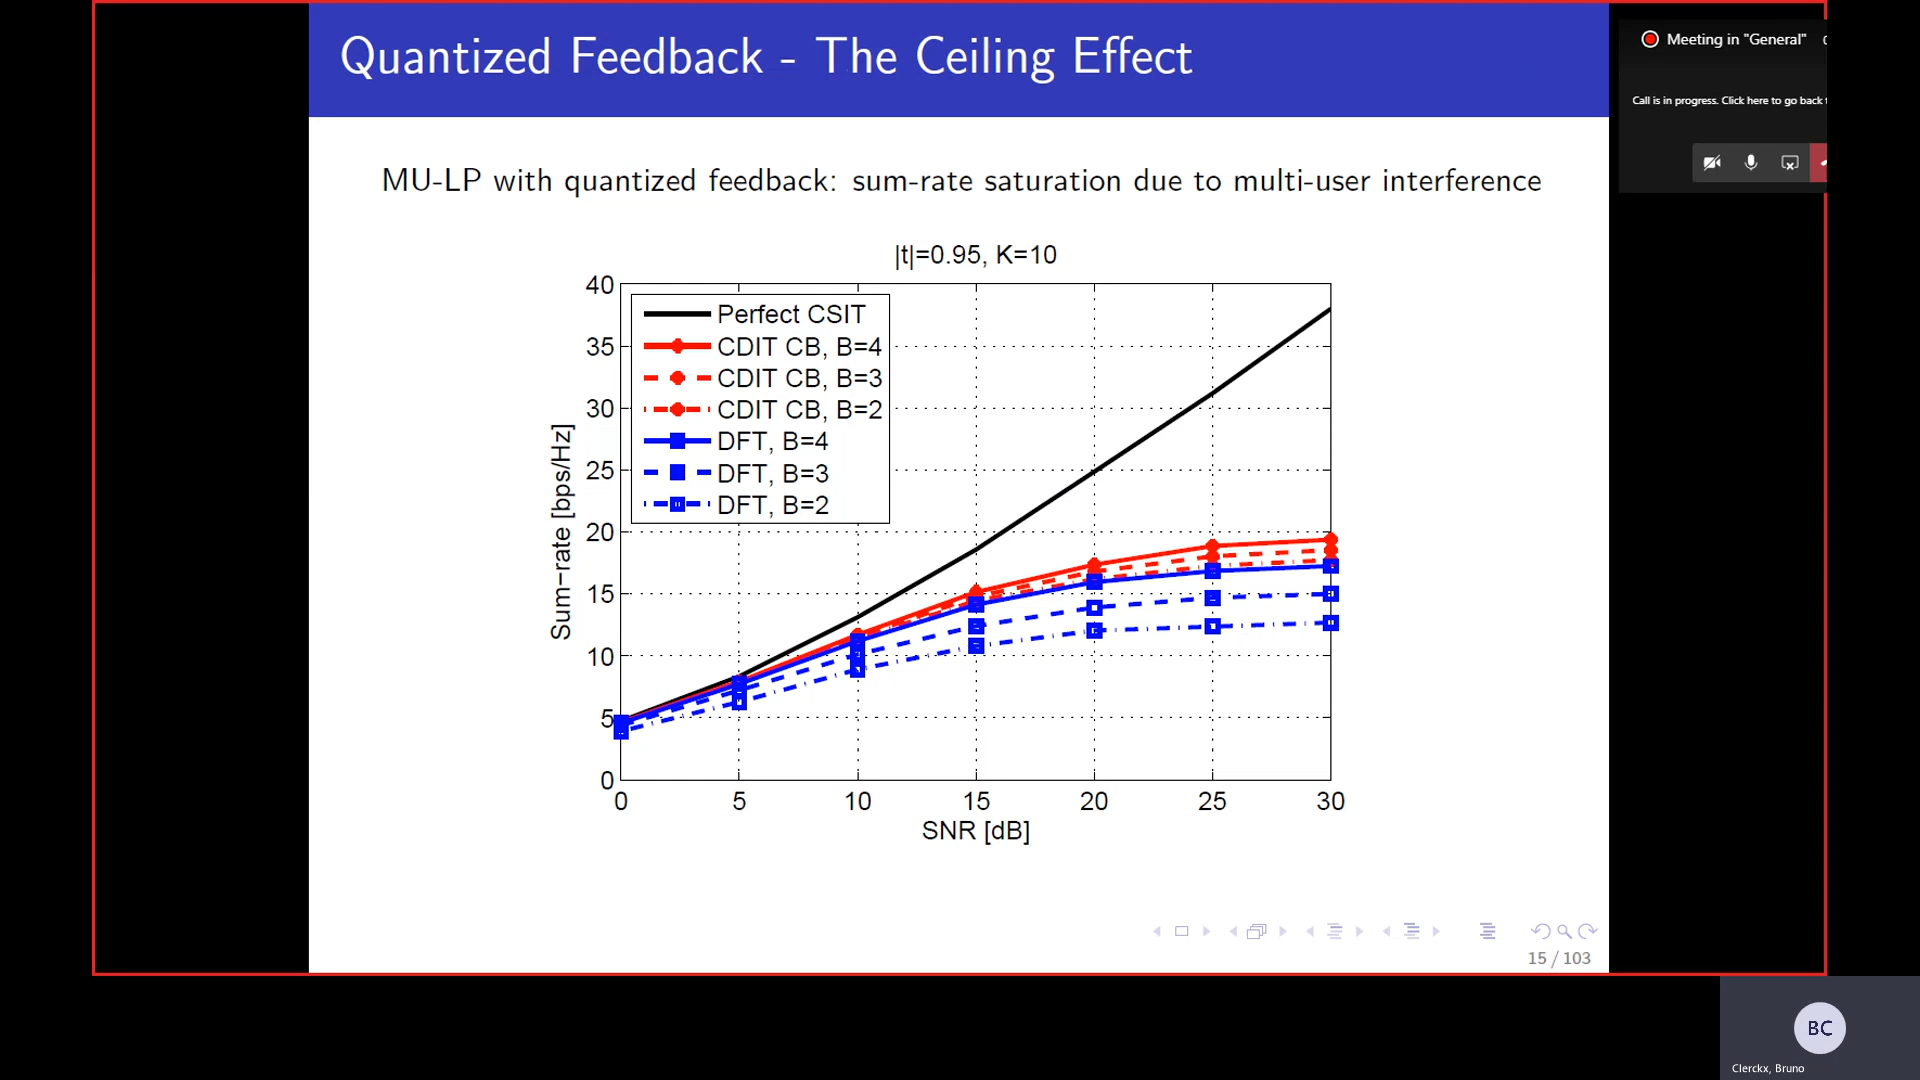 Quantized Feedback - The Ceiling Effect
Meeting in "General"
Call is in progress. Click here to go back
MU-LP with quantized feedback: sum-rate saturation due to multi-user interference
|t|=0.95, K=10
40
35
30
25
20
15
10
5
0
Perfect CSIT
CDIT CB, B=4
CDIT CB, B=3
CDIT CB, B=2
DFT, B=4
DFT, B=3
DFT, B=2
Sum−rate [bps/Hz]
0 5 10 15 20 25 30
SNR [dB]
15 / 103
BC
Clerckx, Bruno